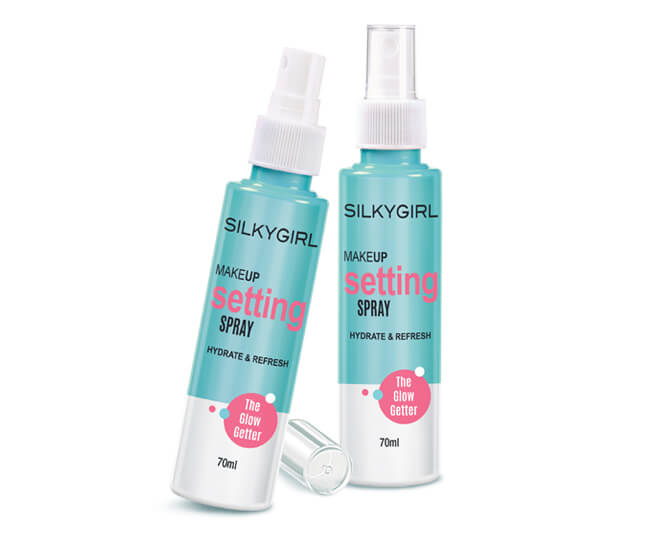 SILKYGIRL
MAKEUP
setting
SPRAY
HYDRATE & REFRESH
The
Glow
Getter
70ml
SILKYGIRL
MAKEUP
setting
SPRAY
HYDRATE & REFRESH
The
Glow
Getter
70ml